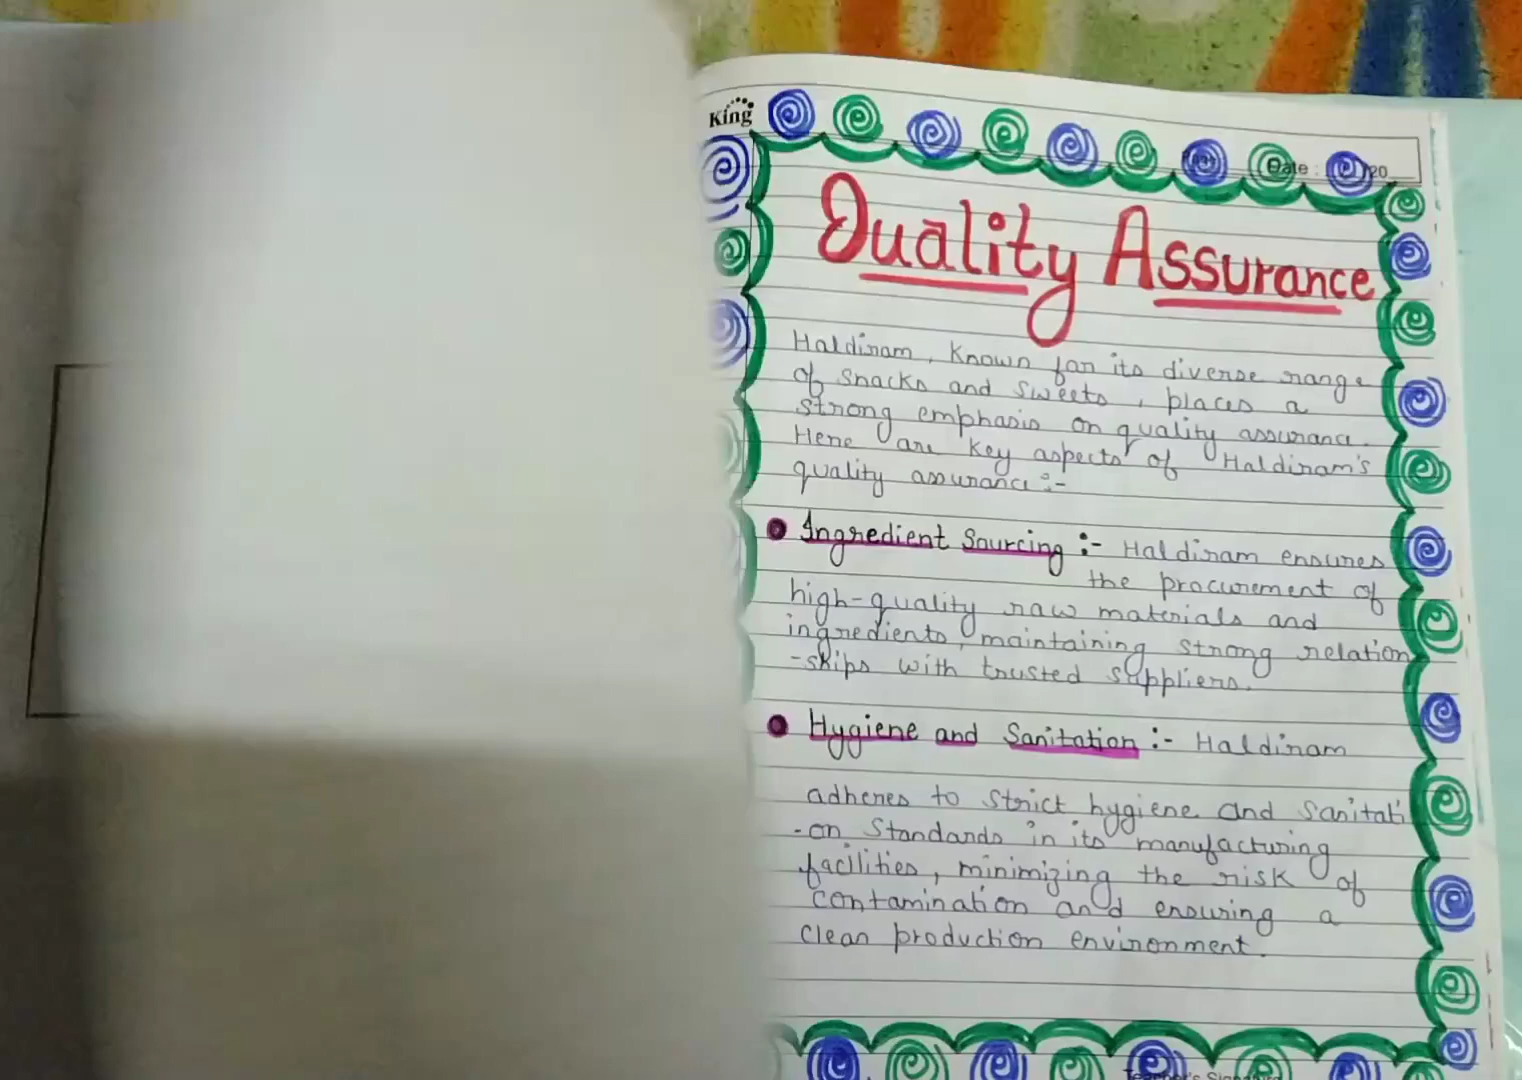 King
Date : 20
Quality Assurance
Haldiram, Known for its diverse range
of snacks and sweets, places a
strong emphasis on quality assurance.
Here are key aspects of Haldiram's
quality assurance :-
Ingredient Sourcing :- Haldiram ensures
the procurement of
high-quality raw materials and
ingredients, maintaining strong relation
-ships with trusted suppliers.
Hygiene and Sanitation :- Haldiram
adheres to strict hygiene and sanitati
-on standards in its manufacturing
facilities, minimizing the risk of
contamination and ensuring a
clean production environment.
Teacher's Signature